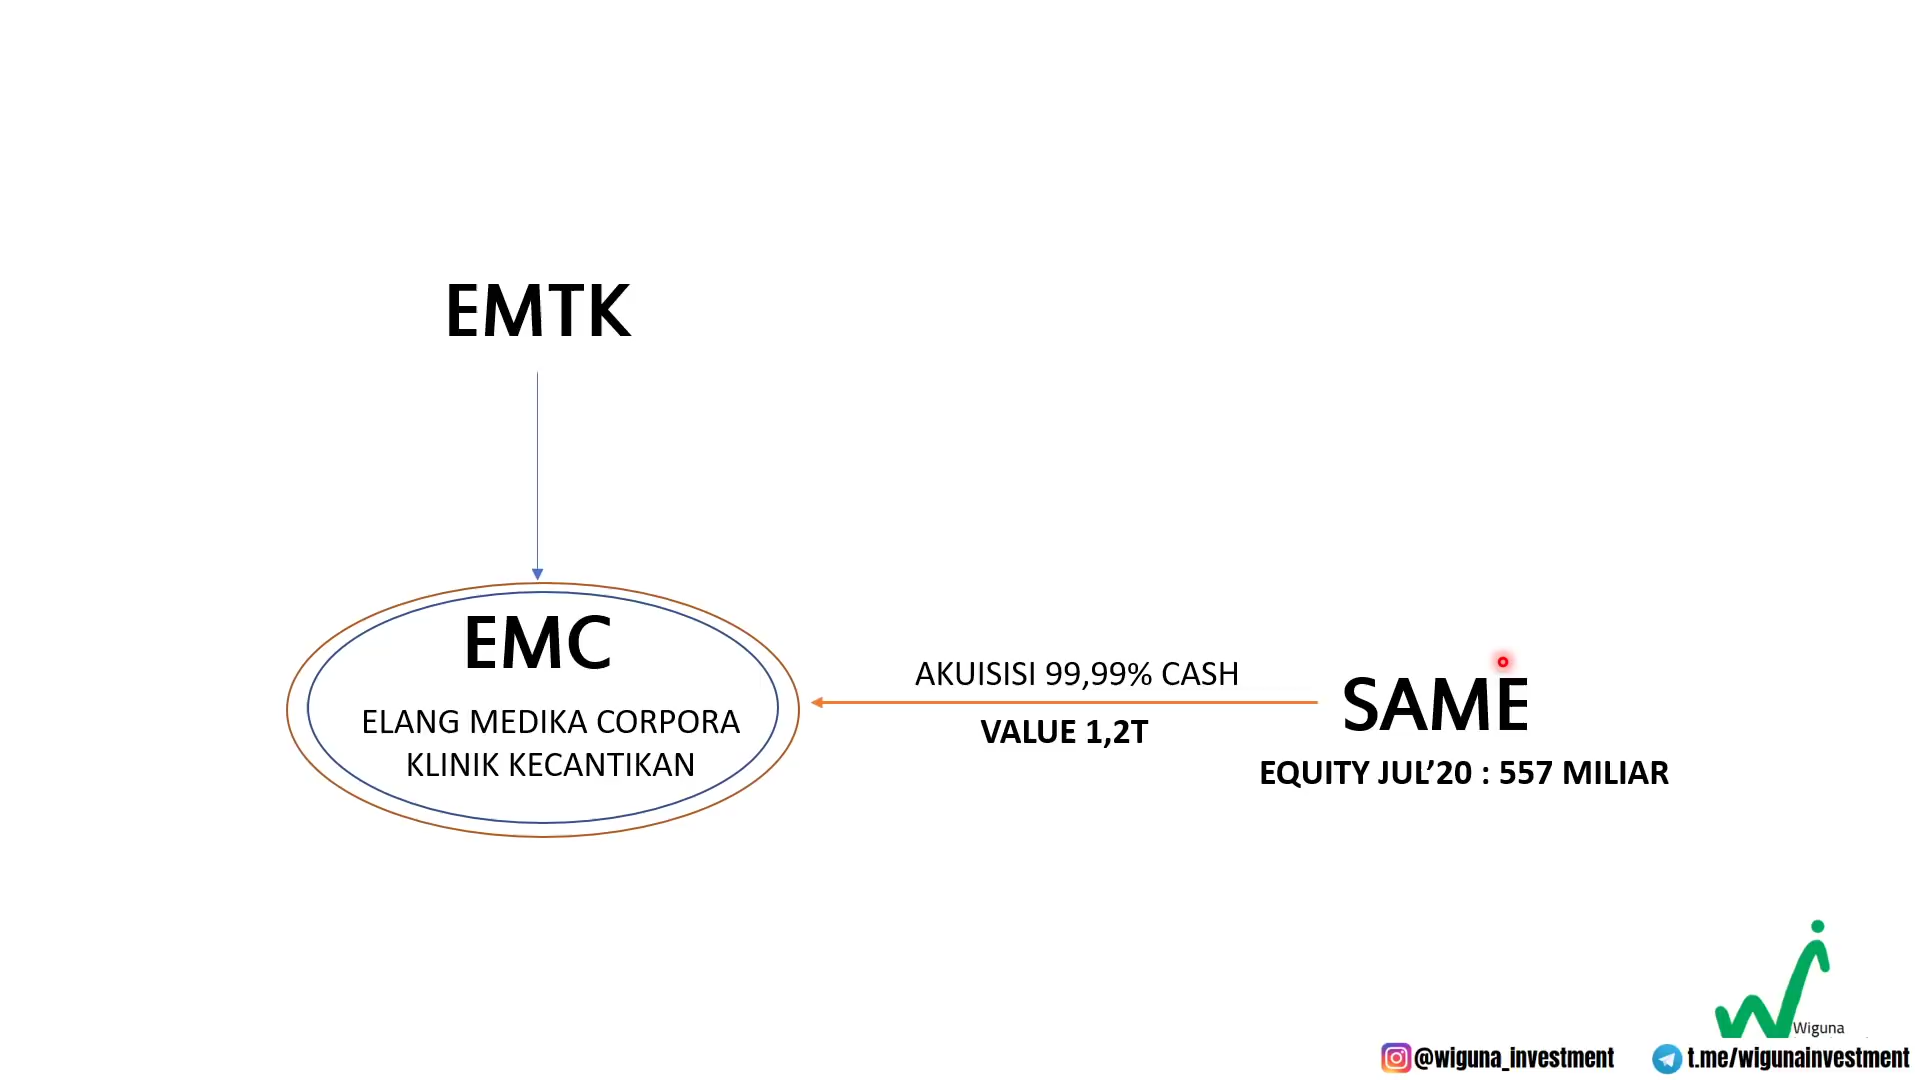 EMTK
EMC
ELANG MEDIKA CORPORA
KLINIK KECANTIKAN
AKUISISI 99,99% CASH
VALUE 1,2T
SAME
EQUITY JUL’20 : 557 MILIAR
Wiguna
@wiguna_investment
t.me/wigunainvestment